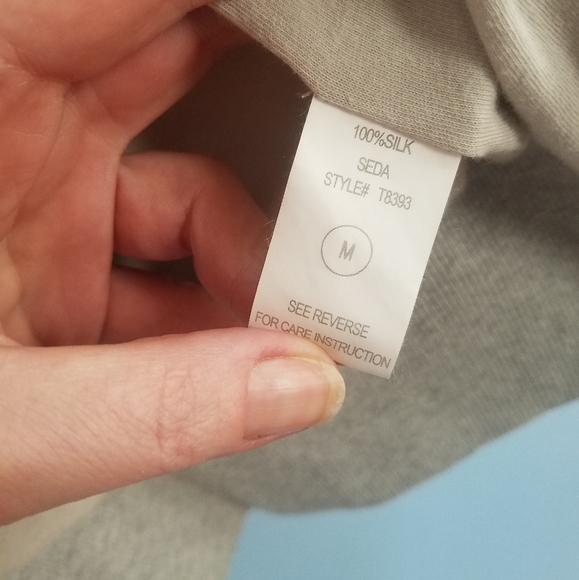 100%SILK
SEDA
STYLE# T8393
M
SEE REVERSE
FOR CARE INSTRUCTION